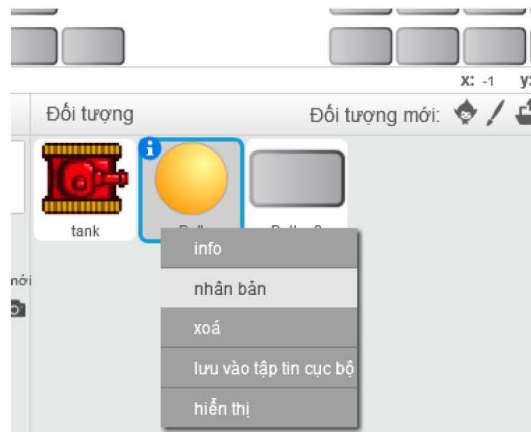 x: -1 y:
Đối tượng
Đối tượng mới:
tank
info
nhân bản
xoá
lưu vào tập tin cục bộ
hiển thị
mới